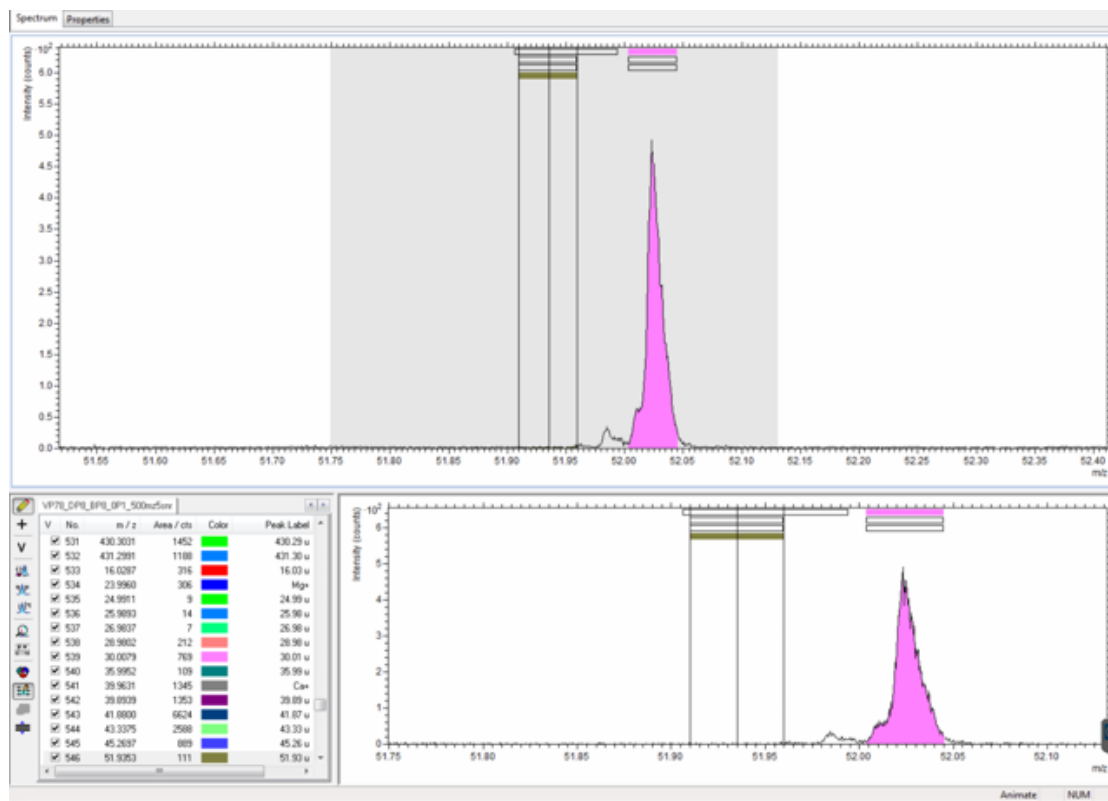 Spectrum Properties
Intensity (counts)
10²
6.0
5.5
5.0
4.5
4.0
3.5
3.0
2.5
2.0
1.5
1.0
0.5
0.0
51.55 51.60 51.65 51.70 51.75 51.80 51.85 51.90 51.95 52.00 52.05 52.10 52.15 52.20 52.25 52.30 52.35 52.40
m/z
V No. m / z Area / cts Color Peak Label
531 430.3031 1452 430.29 u
532 431.2991 1188 431.30 u
533 16.0287 316 16.03 u
534 23.9960 306 Mg+
535 24.9911 9 24.99 u
536 25.9893 14 25.98 u
537 26.9837 7 26.98 u
538 28.9802 212 28.98 u
539 30.0079 769 30.01 u
540 35.9952 109 35.99 u
541 39.9631 1345 Ca+
542 39.8939 1353 39.89 u
543 41.8800 6624 41.87 u
544 43.3375 2588 43.33 u
545 45.2697 889 45.26 u
546 51.9353 111 51.93 u
Intensity (counts)
10²
6
5
4
3
2
1
0
51.75 51.80 51.85 51.90 51.95 52.00 52.05 52.10
m/z
Animate NUM